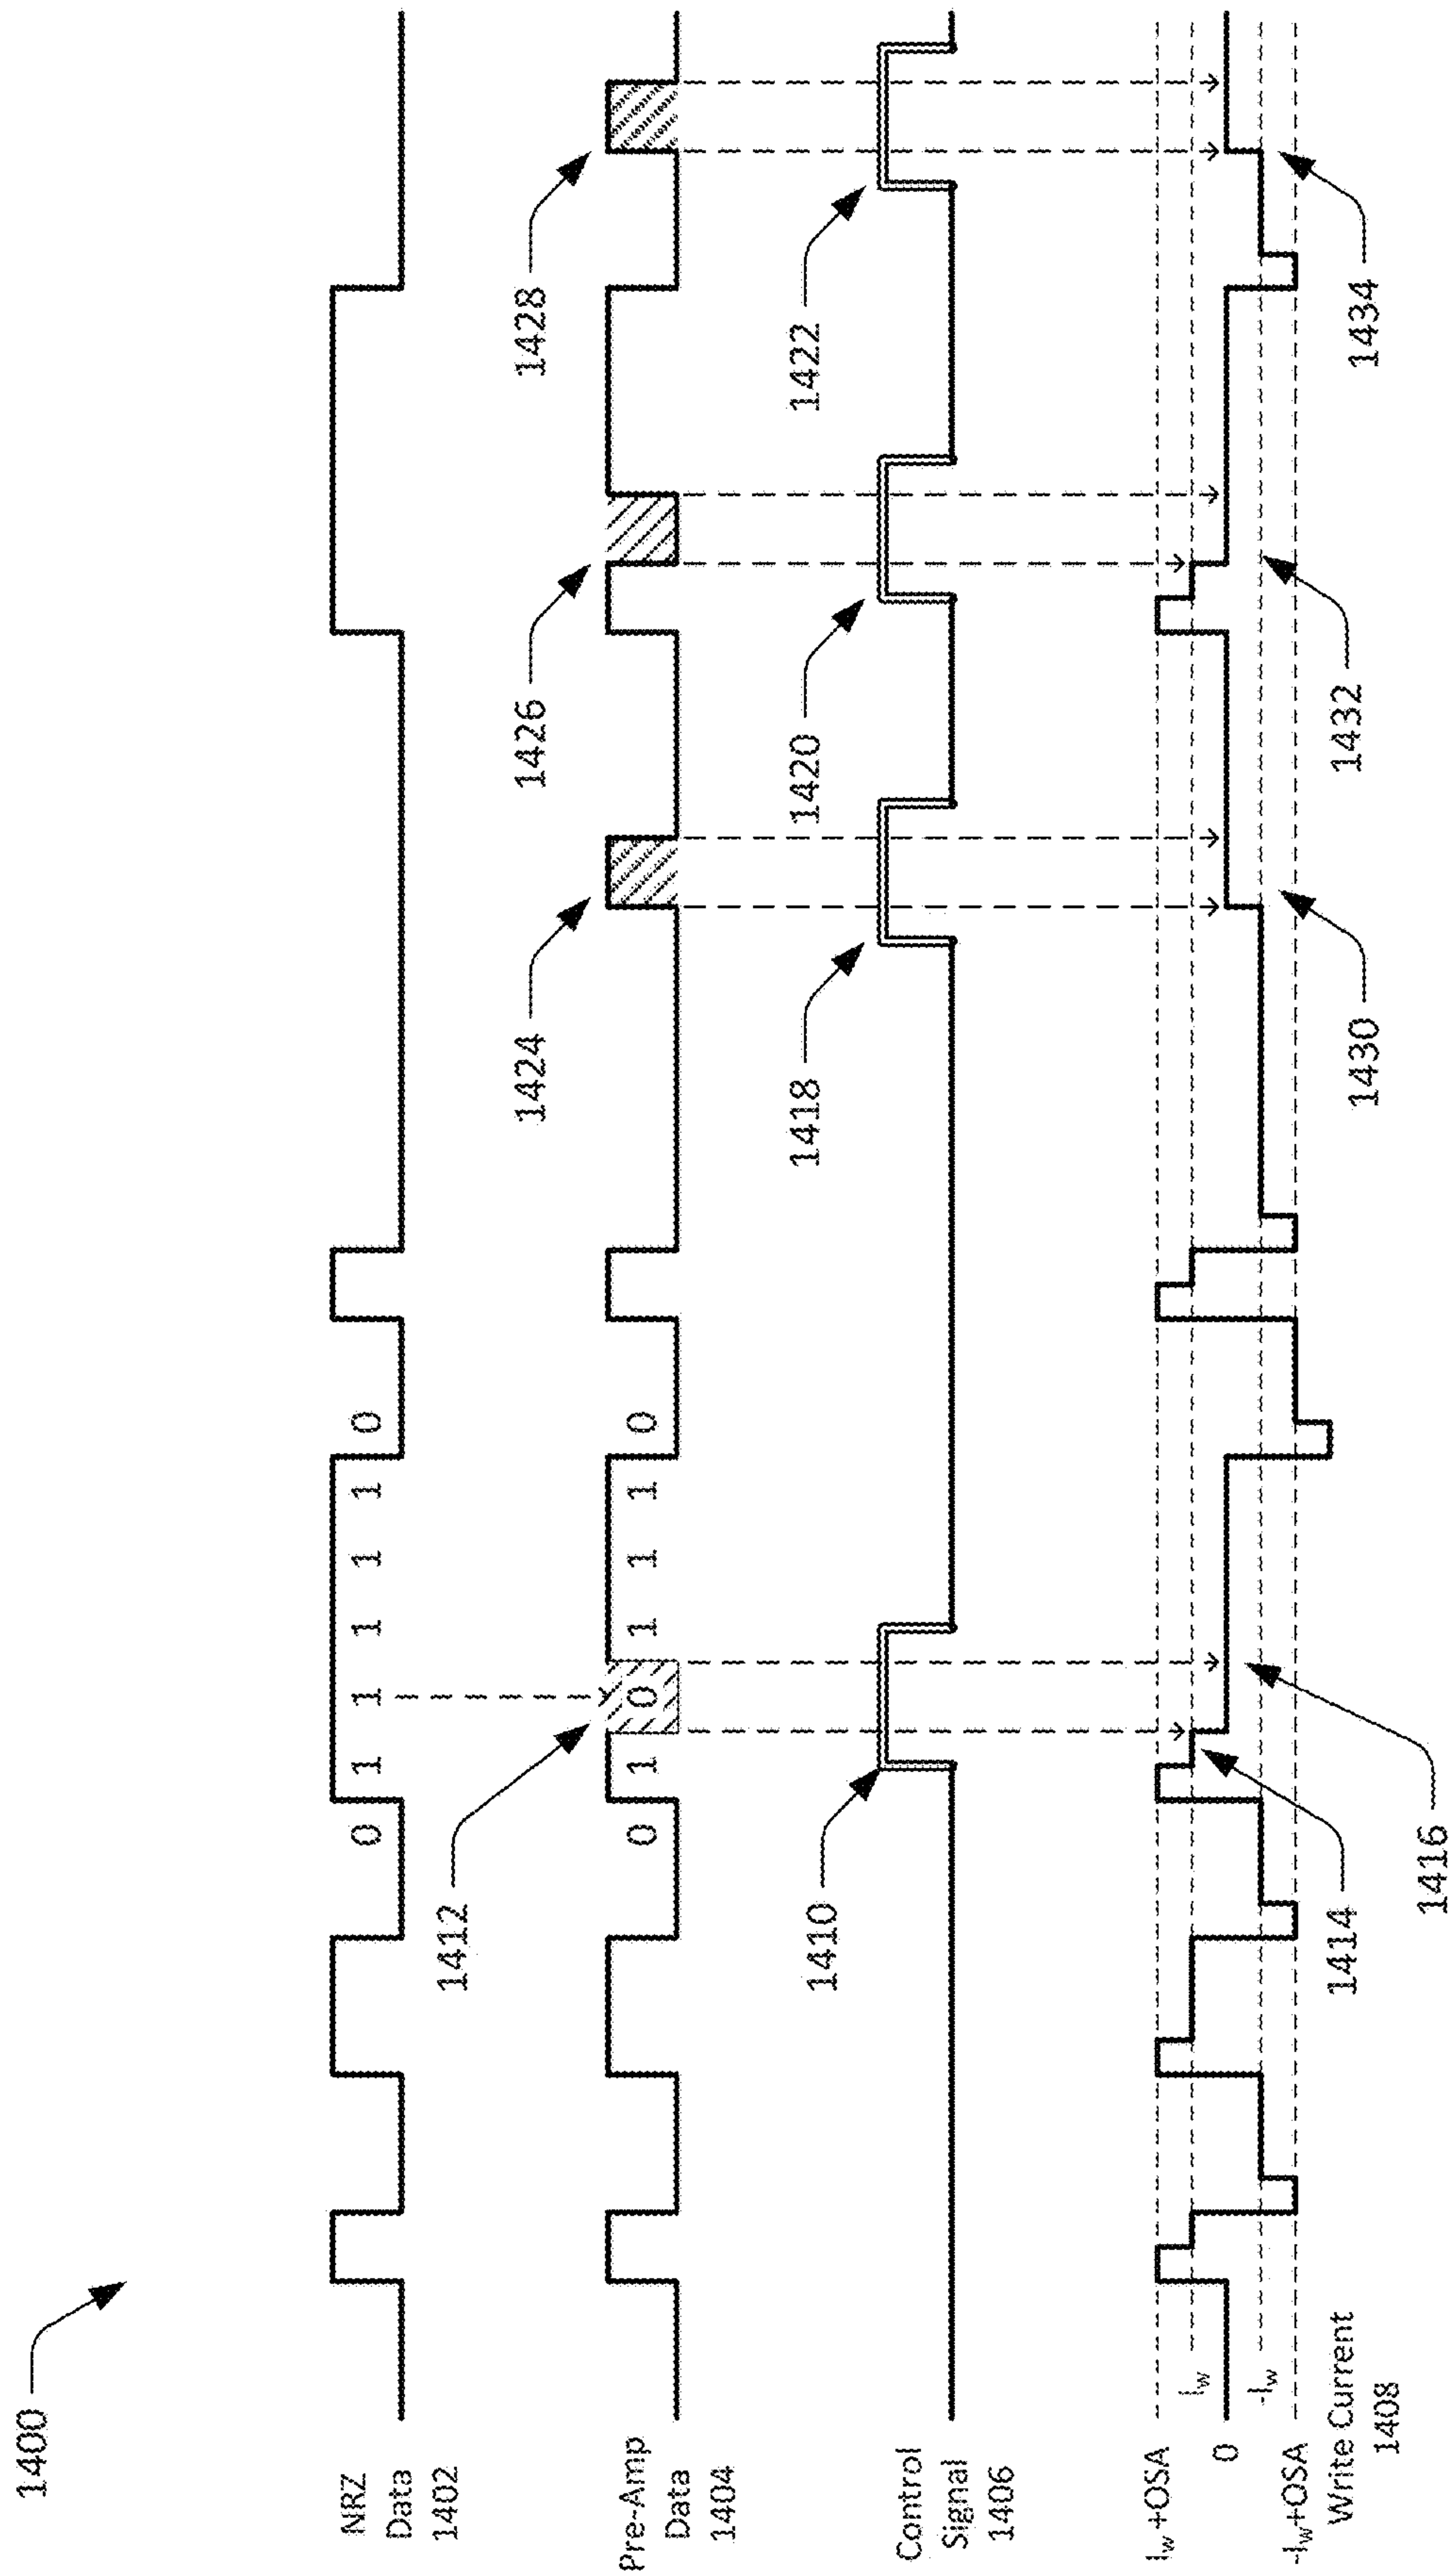 1400
NRZ
Data
1402
0 1 1 1 1 1 0
1412
1424
1426
1428
Pre-Amp
Data
1404
0 1 0 1 1 1 0
1410
1418
1420
1422
Control
Signal
1406
Iw+OSA
Iw
0
-Iw
-Iw+OSA
Write Current
1408
1414
1416
1430
1432
1434